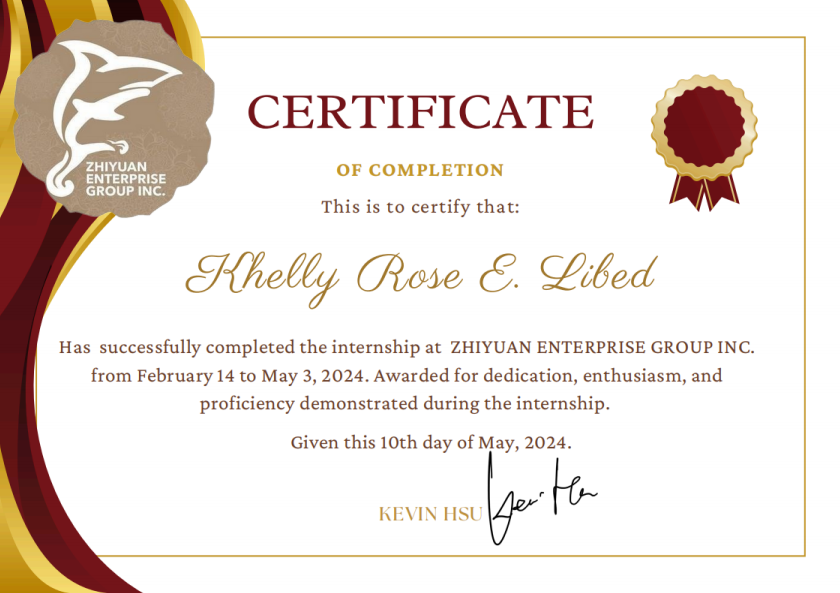 ZHIYUAN
ENTERPRISE
GROUP INC.
CERTIFICATE
OF COMPLETION
This is to certify that:
Khelly Rose E. Libed
Has successfully completed the internship at ZHIYUAN ENTERPRISE GROUP INC.
from February 14 to May 3, 2024. Awarded for dedication, enthusiasm, and
proficiency demonstrated during the internship.
Given this 10th day of May, 2024.
KEVIN HSU